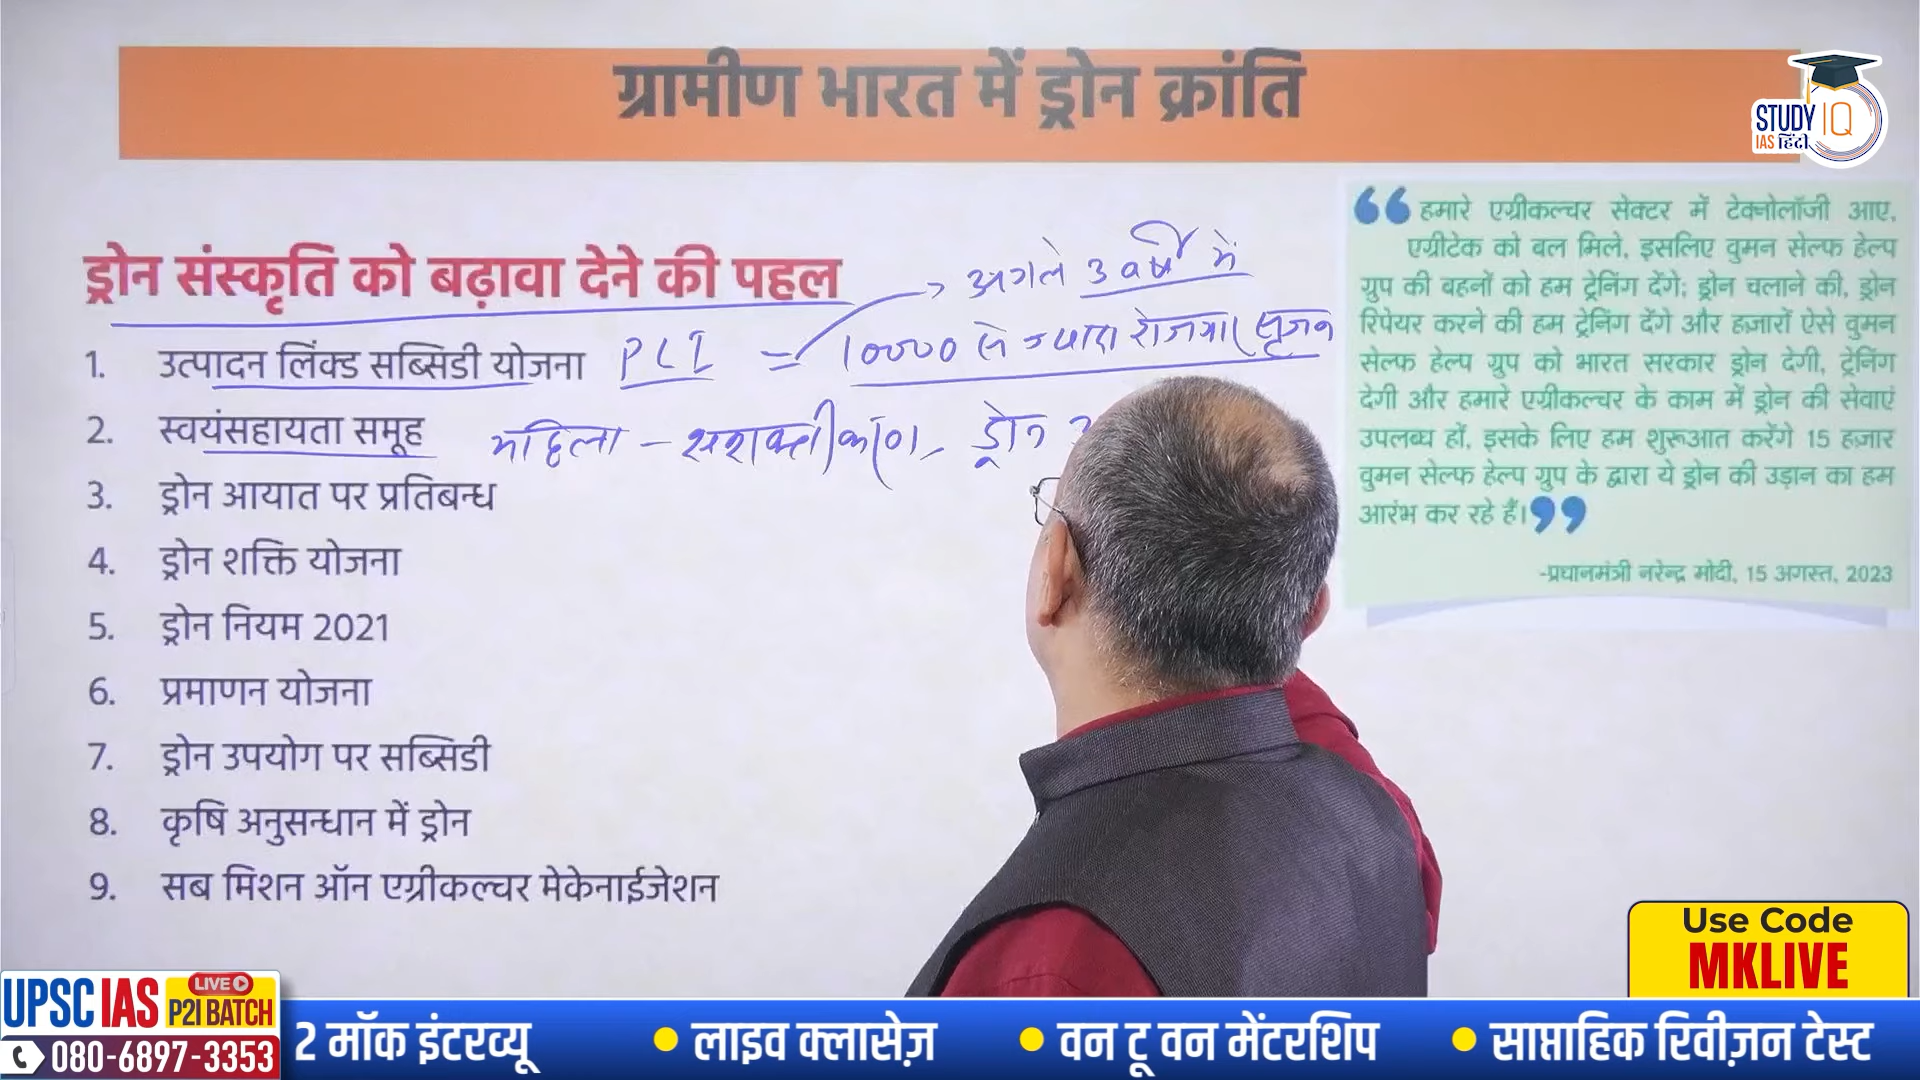 ग्रामीण भारत में ड्रोन क्रांति
STUDY IQ
IAS हिंदी
ड्रोन संस्कृति को बढ़ावा देने की पहल
अगले 3 वर्षों में
1. उत्पादन लिंक्ड सब्सिडी योजना PLI = 10000 से ज्यादा रोजगार सृजन
2. स्वयंसहायता समूह महिला - सशक्तीकरण, ड्रोन
3. ड्रोन आयात पर प्रतिबन्ध
4. ड्रोन शक्ति योजना
5. ड्रोन नियम 2021
6. प्रमाणन योजना
7. ड्रोन उपयोग पर सब्सिडी
8. कृषि अनुसन्धान में ड्रोन
9. सब मिशन ऑन एग्रीकल्चर मेकेनाईजेशन
“हमारे एग्रीकल्चर सेक्टर में टेक्नोलॉजी आए,
एग्रीटेक को बल मिले, इसलिए वुमन सेल्फ हेल्प
ग्रुप की बहनों को हम ट्रेनिंग देंगे; ड्रोन चलाने की, ड्रोन
रिपेयर करने की हम ट्रेनिंग देंगे और हज़ारों ऐसे वुमन
सेल्फ हेल्प ग्रुप को भारत सरकार ड्रोन देगी, ट्रेनिंग
देगी और हमारे एग्रीकल्चर के काम में ड्रोन की सेवाएं
उपलब्ध हों, इसके लिए हम शुरूआत करेंगे 15 हज़ार
वुमन सेल्फ हेल्प ग्रुप के द्वारा ये ड्रोन की उड़ान का हम
आरंभ कर रहे हैं।”
-प्रधानमंत्री नरेन्द्र मोदी, 15 अगस्त, 2023
Use Code
MKLIVE
UPSC IAS LIVE P2I BATCH
080-6897-3353
2 मॉक इंटरव्यू • लाइव क्लासेज़ • वन टू वन मेंटरशिप • साप्ताहिक रिवीज़न टेस्ट